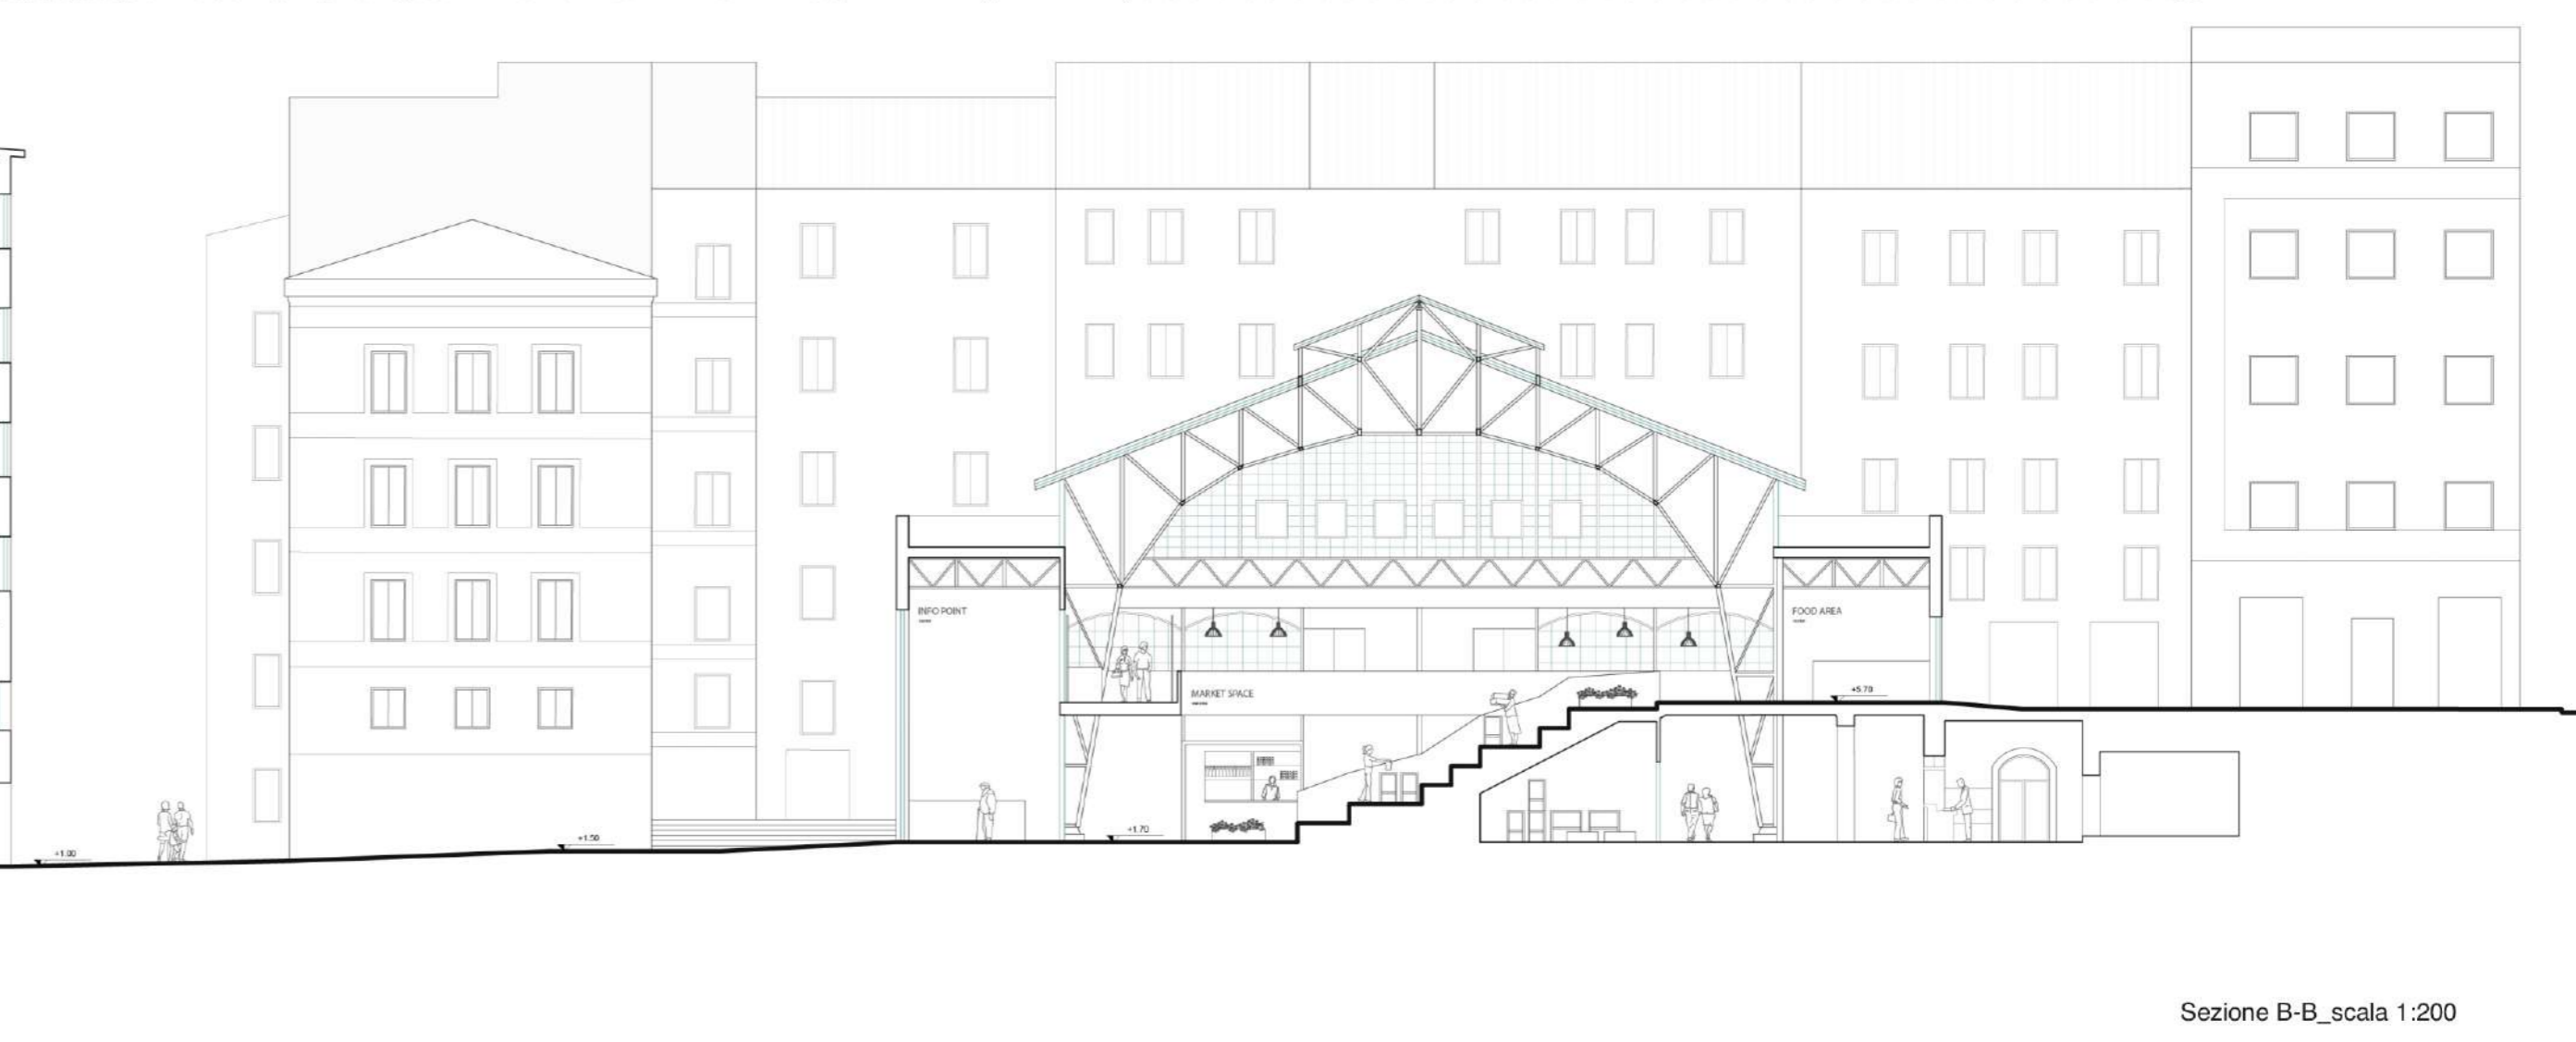 INFO POINT
FOOD AREA
MARKET SPACE
+5.70
+1.70
+1.50
+1.00
Sezione B-B_scala 1:200